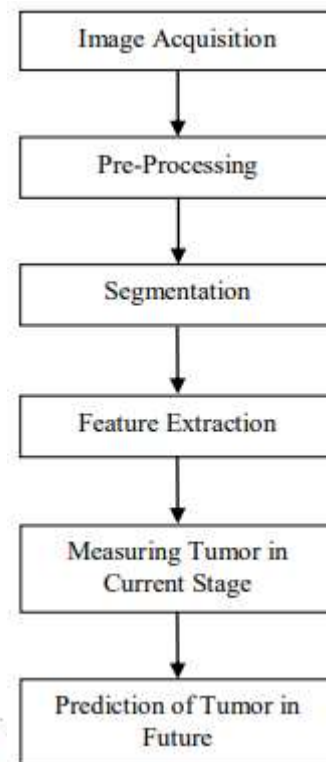 Image Acquisition
Pre-Processing
Segmentation
Feature Extraction
Measuring Tumor in
Current Stage
Prediction of Tumor in
Future